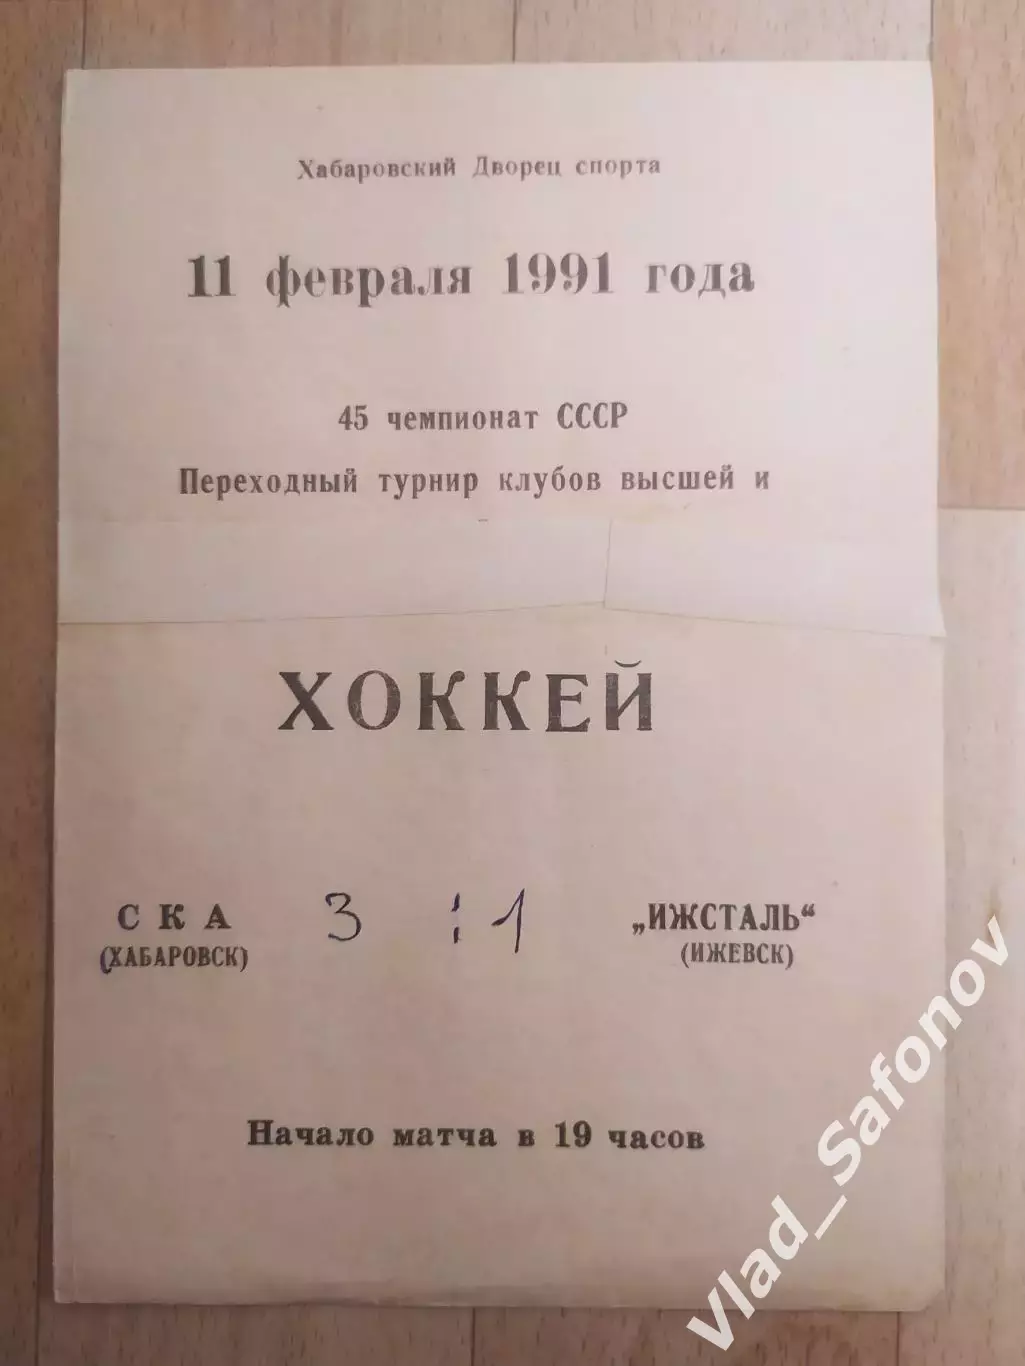 Хабаровский Дворец спорта
11 февраля 1991 года
45 чемпионат СССР
Переходный турнир клубов высшей и
ХОККЕЙ
СКА 3 : 1 „ИЖСТАЛЬ“
(ХАБАРОВСК) (ИЖЕВСК)
Начало матча в 19 часов
Vlad_Safonov